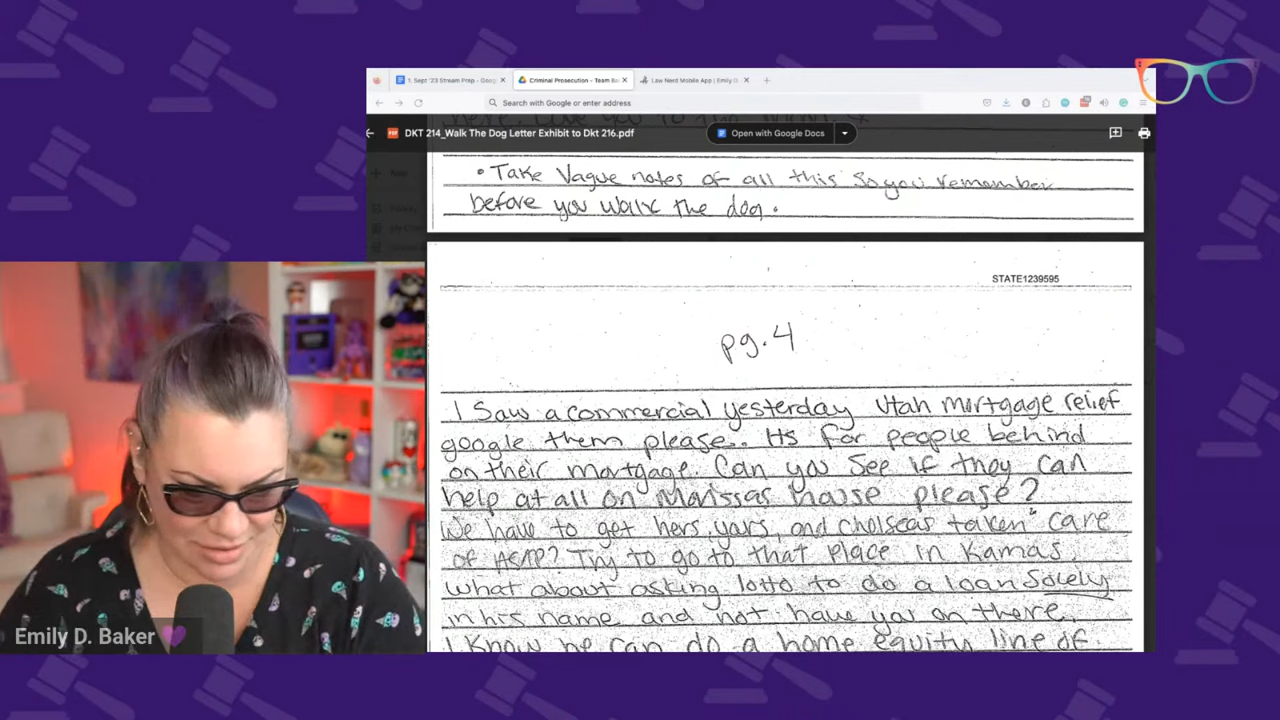 1. Sept '23 Stream Prep - Goog
Criminal Prosecution - Team Ba
Law Nerd Mobile App | Emily D.
Search with Google or enter address
DKT 214_Walk The Dog Letter Exhibit to Dkt 216.pdf
Open with Google Docs
• Take Vague notes of all this so you remember
before you walk the dog.
STATE1239595
pg.4
I Saw a commercial yesterday Utah mortgage relief
google them please. Its for people behind
on their mortgage. Can you See if they can
help at all on Marissas house please?
We have to get hers, yours, and Chelseas taken care
of ASAP? Try to go to that place in Kamas.
What about asking lotto to do a loan Solely
in his name and not have you on there.
I Know he can do a home equity line of
Emily D. Baker